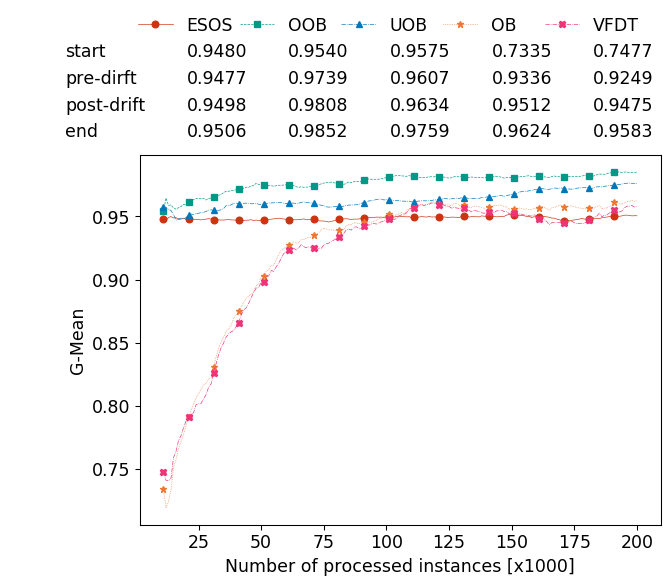 ESOS OOB UOB OB VFDT
start 0.9480 0.9540 0.9575 0.7335 0.7477
pre-dirft 0.9477 0.9739 0.9607 0.9336 0.9249
post-drift 0.9498 0.9808 0.9634 0.9512 0.9475
end 0.9506 0.9852 0.9759 0.9624 0.9583
0.95
0.90
0.85
0.80
0.75
G-Mean
25 50 75 100 125 150 175 200
Number of processed instances [x1000]